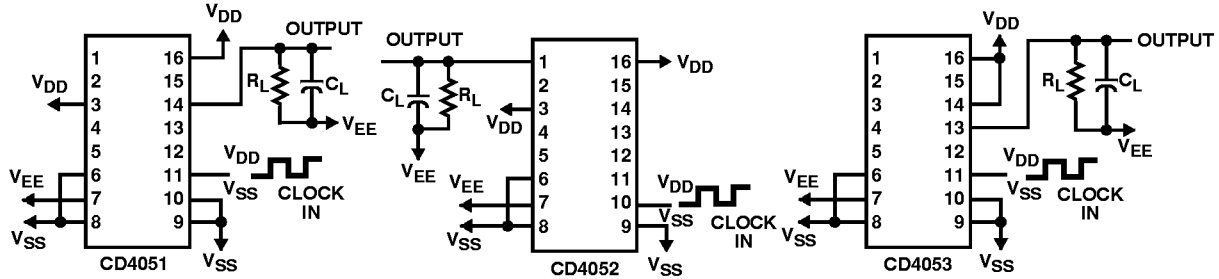 VDD
OUTPUT
1 16
2 15
VDD
3 14
4 13
5 12
6 11
7 10
8 9
RL
CL
VEE
VDD
VSS
CLOCK
IN
VEE
VSS
VSS
CD4051
OUTPUT
CL
RL
VEE
1 16
2 15
3 14
4 13
5 12
6 11
7 10
8 9
VDD
VDD
VDD
VSS
CLOCK
IN
VEE
VSS
VSS
CD4052
VDD
OUTPUT
1 16
2 15
3 14
4 13
5 12
6 11
7 10
8 9
RL
CL
VEE
VDD
VSS
CLOCK
IN
VEE
VSS
VSS
CD4053